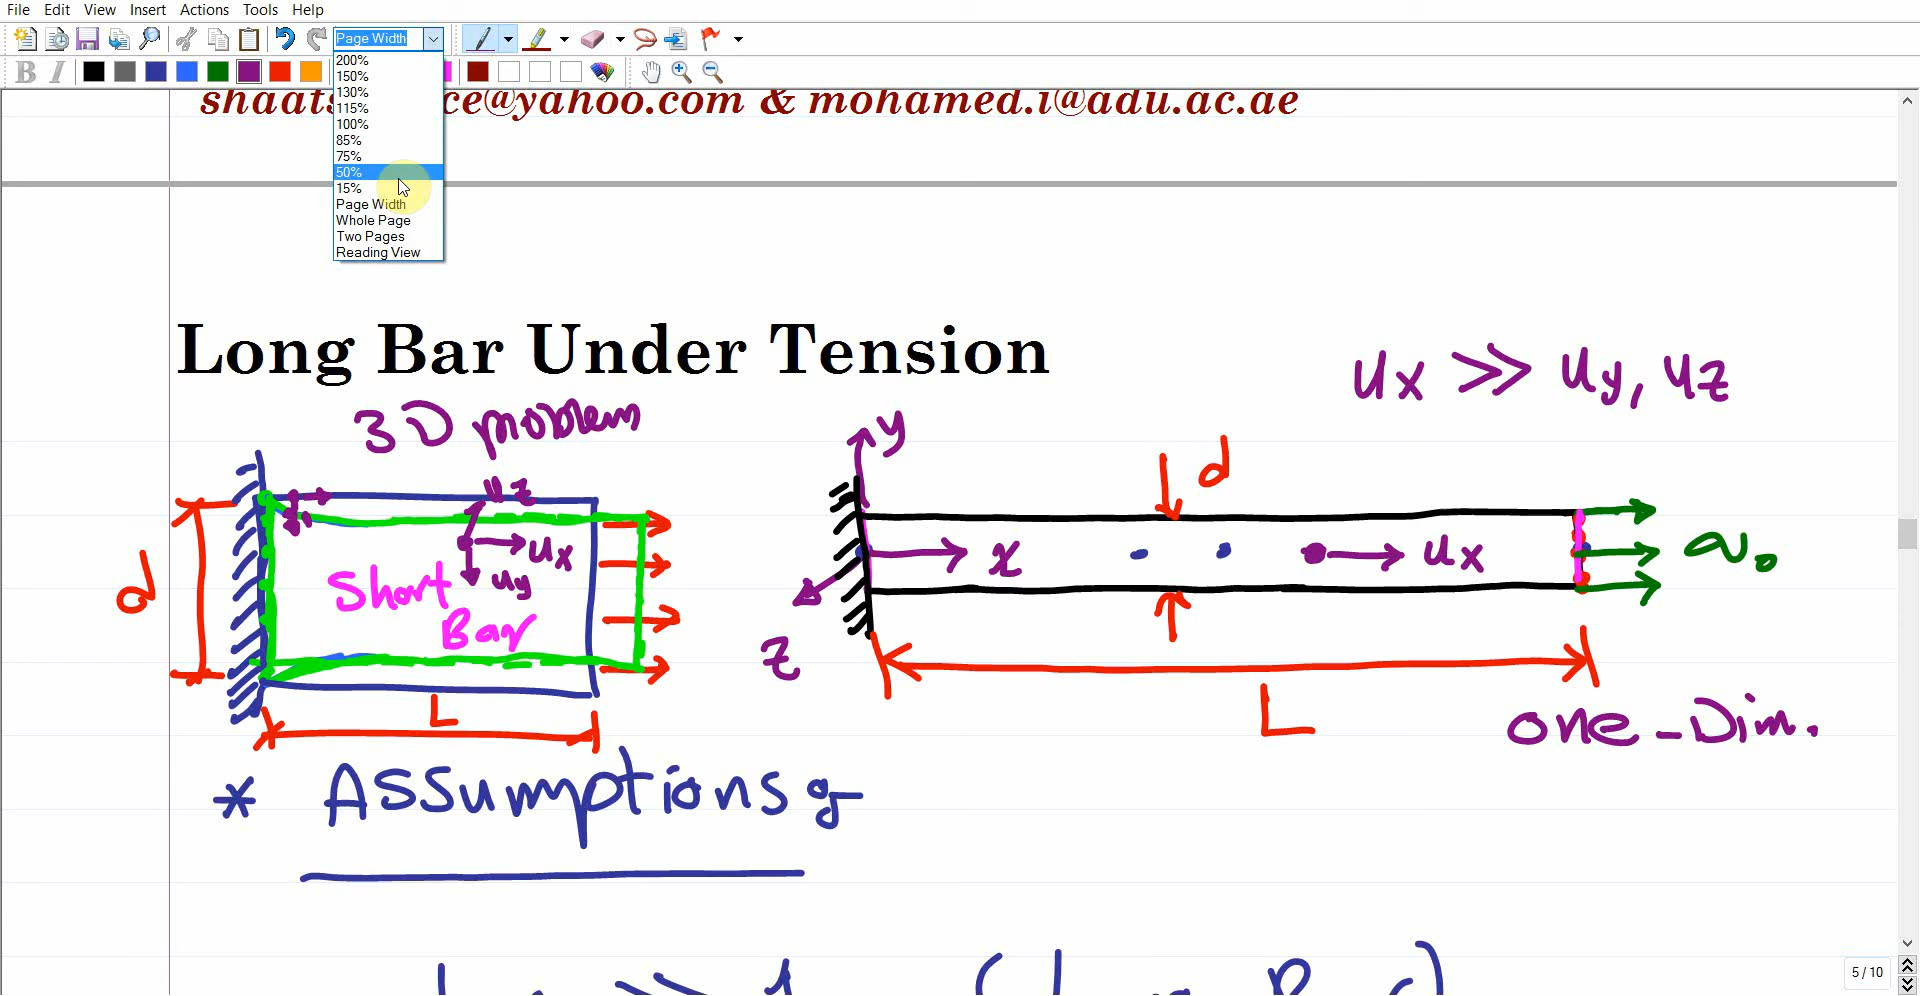 File Edit View Insert Actions Tools Help
Page Width
B I
200%
150%
130%
115%
100%
85%
75%
50%
15%
Page Width
Whole Page
Two Pages
Reading View
ce@yahoo.com & mohamed.i@adu.ac.ae
Long Bar Under Tension
ux >> uy, uz
3D problem
y
d
uz
ux
uy
x
ux
σo
d
Short
Bar
z
L
L
one-Dim.
* Assumptions :-
5 / 10